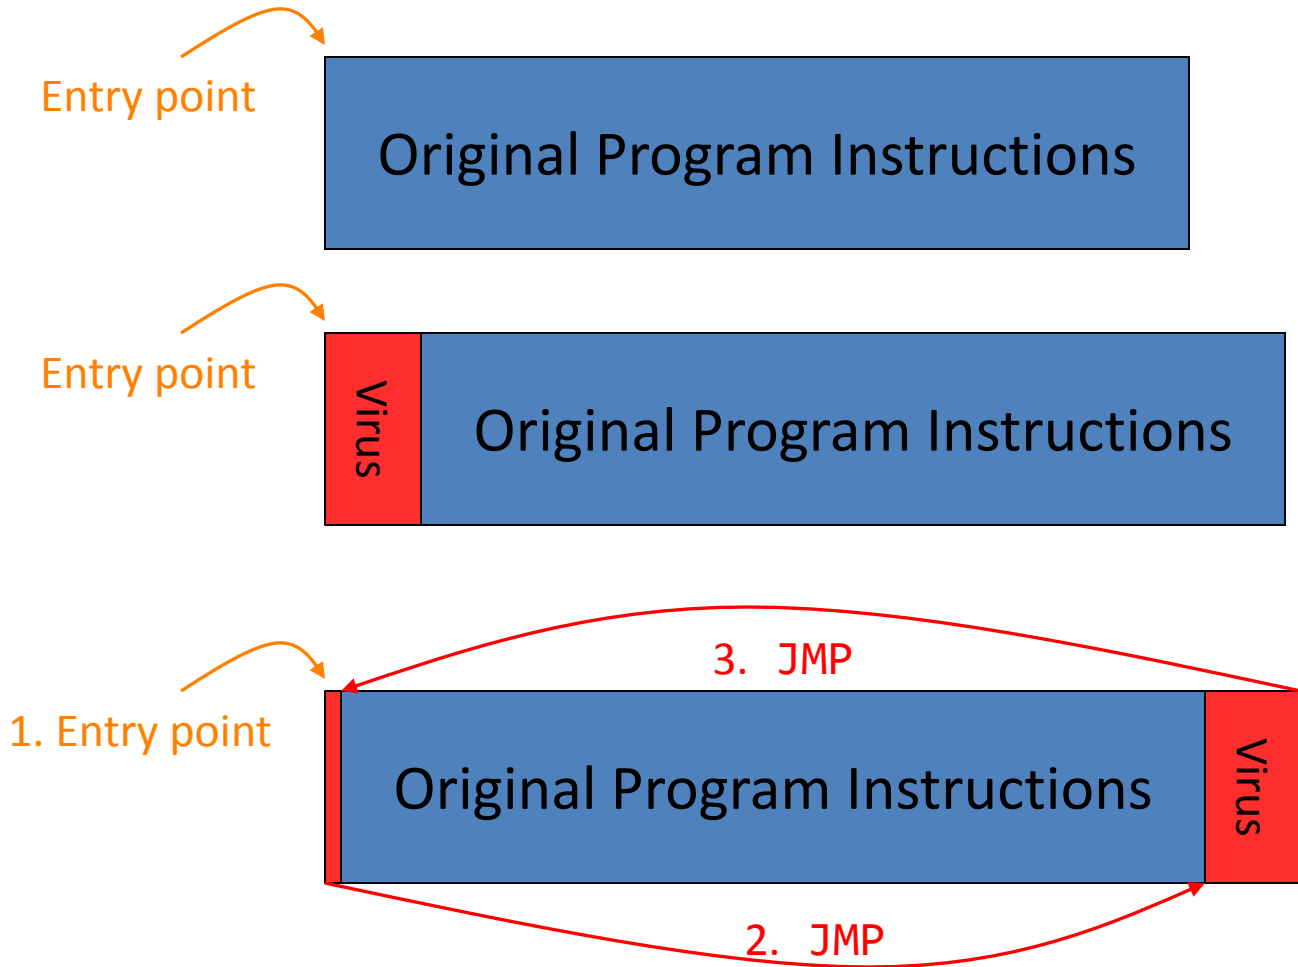 Entry point
Original Program Instructions
Entry point
Virus
Original Program Instructions
3. JMP
1. Entry point
Original Program Instructions
Virus
2. JMP